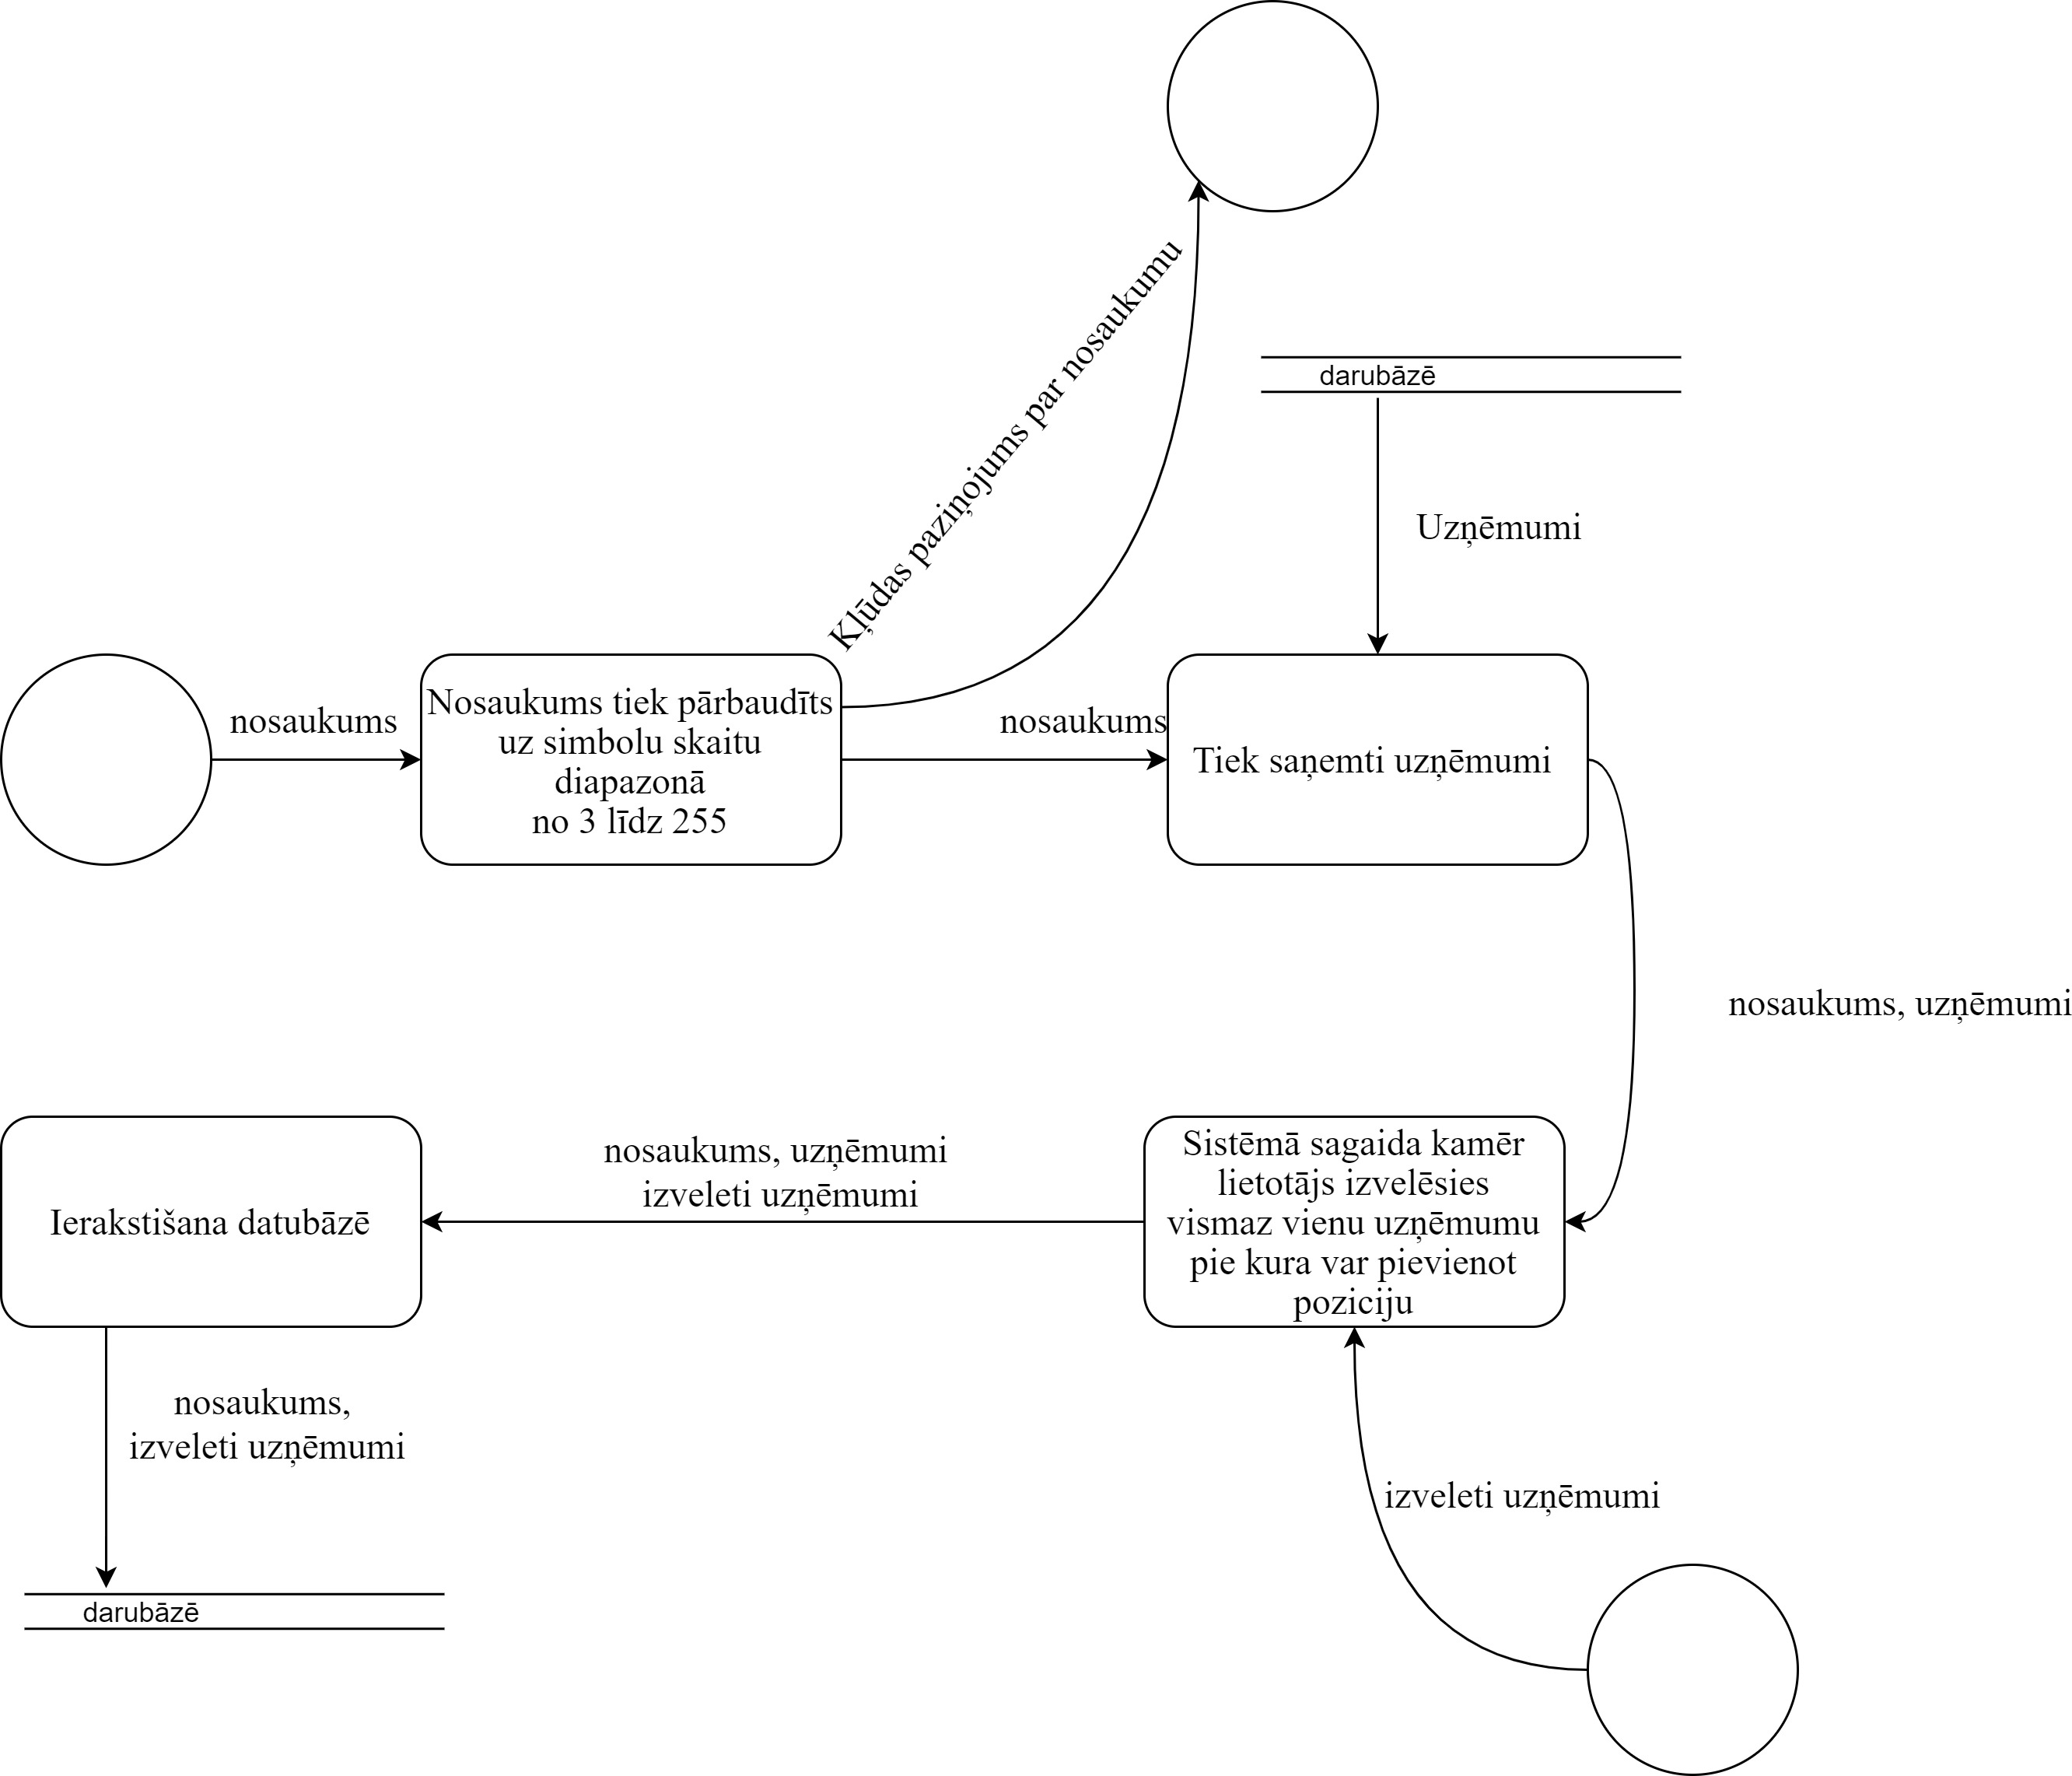 Kļūdas paziņojums par nosaukumu
darubāzē
Uzņēmumi
nosaukums
Nosaukums tiek pārbaudīts
uz simbolu skaitu
diapazonā
no 3 līdz 255
nosaukums
Tiek saņemti uzņēmumi
nosaukums, uzņēmumi
Sistēmā sagaida kamēr
lietotājs izvelēsies
vismaz vienu uzņēmumu
pie kura var pievienot
poziciju
nosaukums, uzņēmumi
izveleti uzņēmumi
Ierakstišana datubāzē
nosaukums,
izveleti uzņēmumi
izveleti uzņēmumi
darubāzē